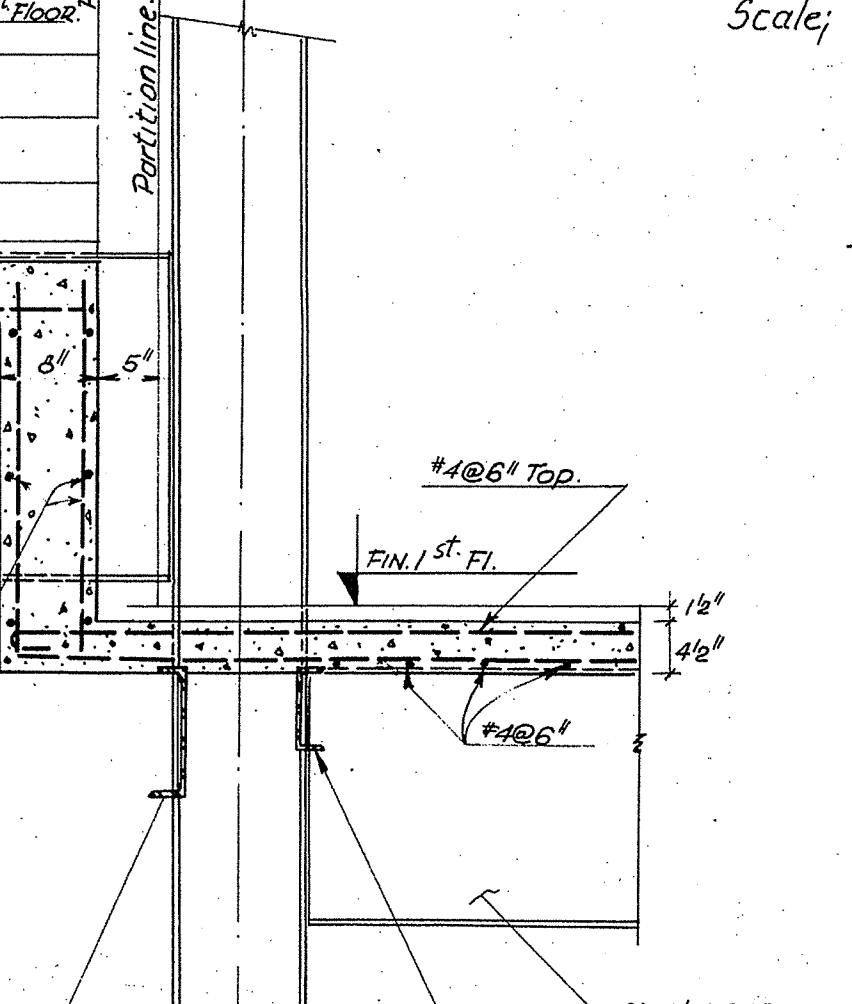 FLOOR.
Scale;
Partition line.
8" 5"
#4@6" TOP.
FIN. 1st. Fl.
1½"
4½"
#4@6"